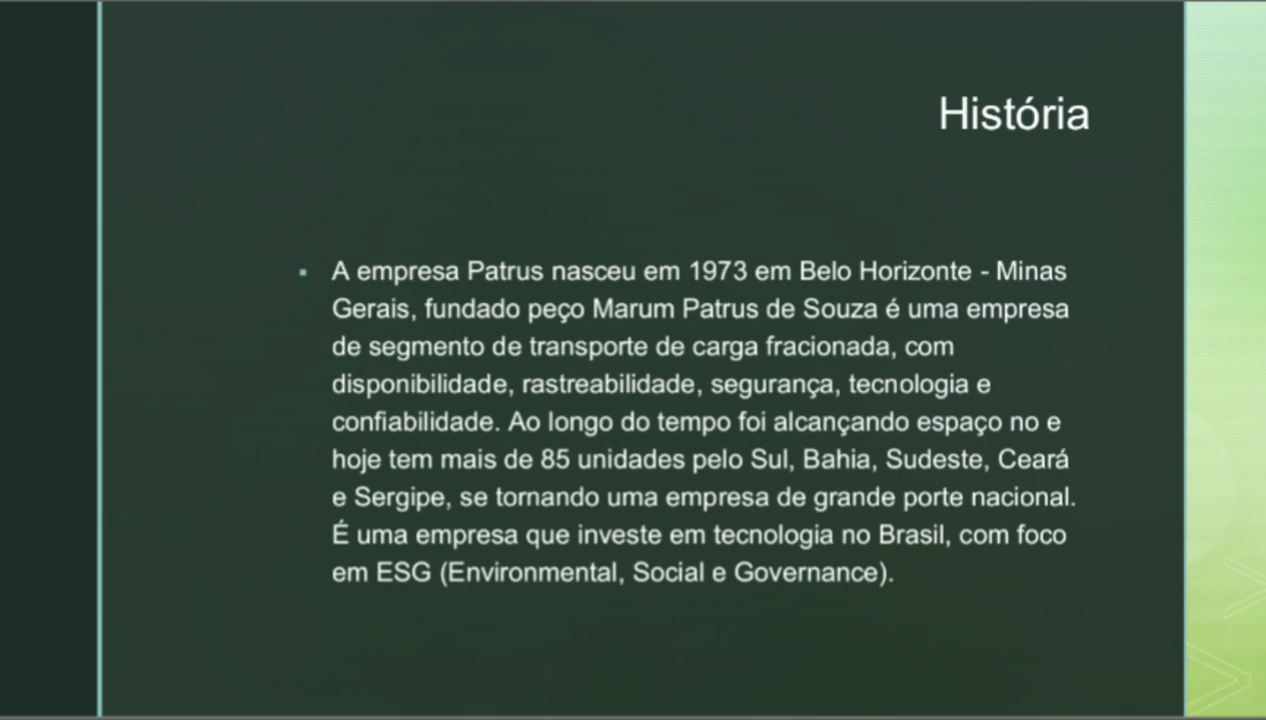 História
A empresa Patrus nasceu em 1973 em Belo Horizonte - Minas
Gerais, fundado peço Marum Patrus de Souza é uma empresa
de segmento de transporte de carga fracionada, com
disponibilidade, rastreabilidade, segurança, tecnologia e
confiabilidade. Ao longo do tempo foi alcançando espaço no e
hoje tem mais de 85 unidades pelo Sul, Bahia, Sudeste, Ceará
e Sergipe, se tornando uma empresa de grande porte nacional.
É uma empresa que investe em tecnologia no Brasil, com foco
em ESG (Environmental, Social e Governance).